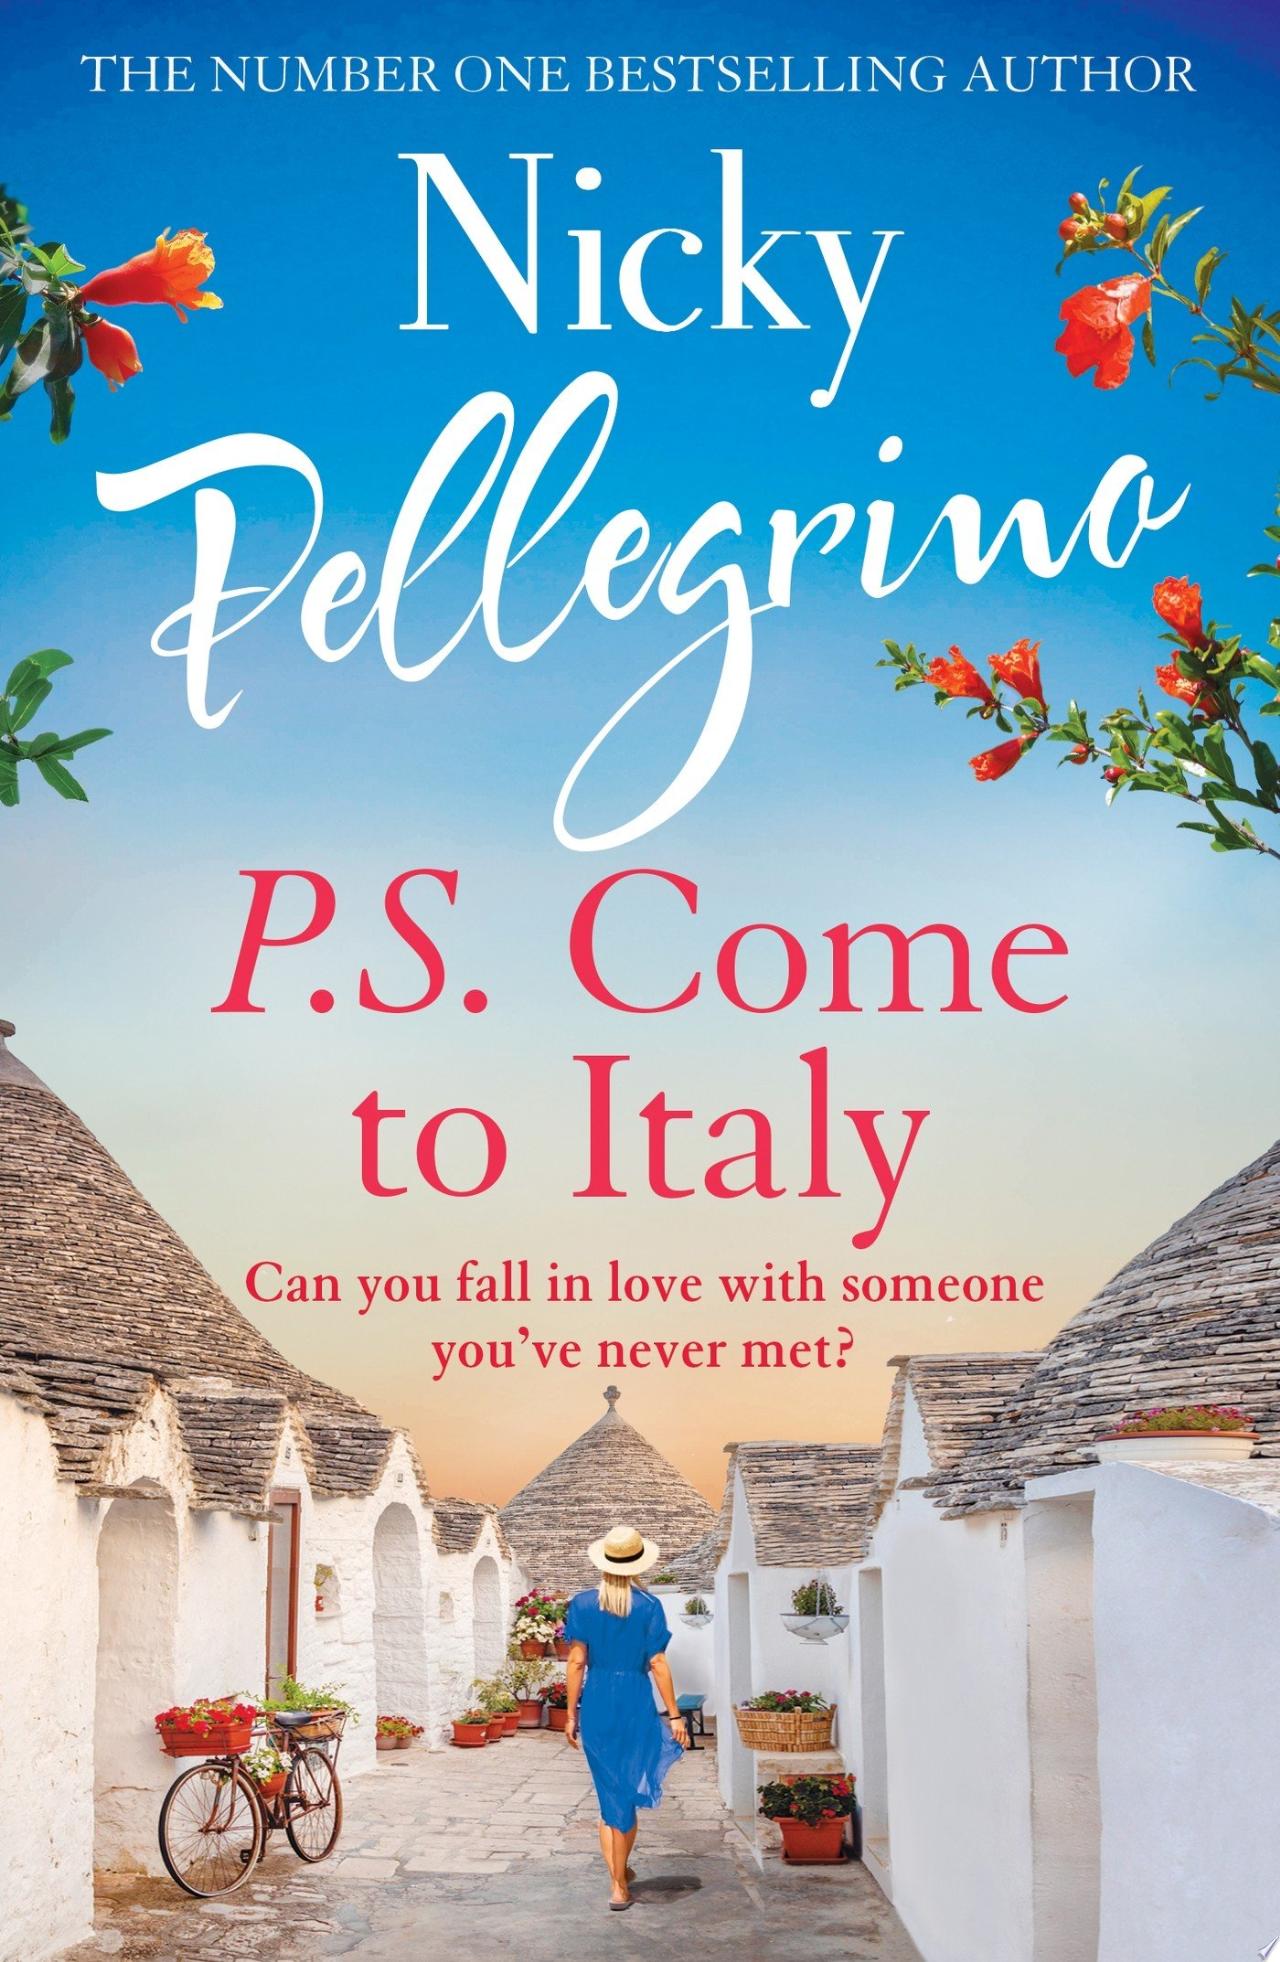 THE NUMBER ONE BESTSELLING AUTHOR
Nicky
Pellegrino
P.S. Come
to Italy
Can you fall in love with someone
you've never met?